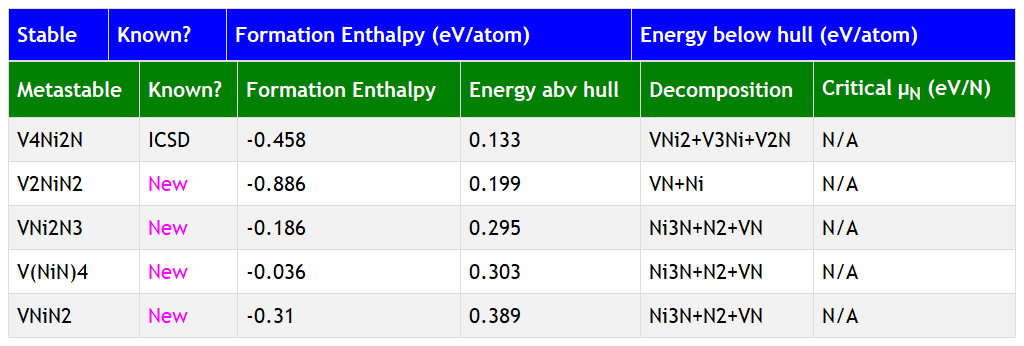 Stable Known? Formation Enthalpy (eV/atom) Energy below hull (eV/atom)
Metastable Known? Formation Enthalpy Energy abv hull Decomposition Critical μN (eV/N)
V4Ni2N ICSD -0.458 0.133 VNi2+V3Ni+V2N N/A
V2NiN2 New -0.886 0.199 VN+Ni N/A
VNi2N3 New -0.186 0.295 Ni3N+N2+VN N/A
V(NiN)4 New -0.036 0.303 Ni3N+N2+VN N/A
VNiN2 New -0.31 0.389 Ni3N+N2+VN N/A